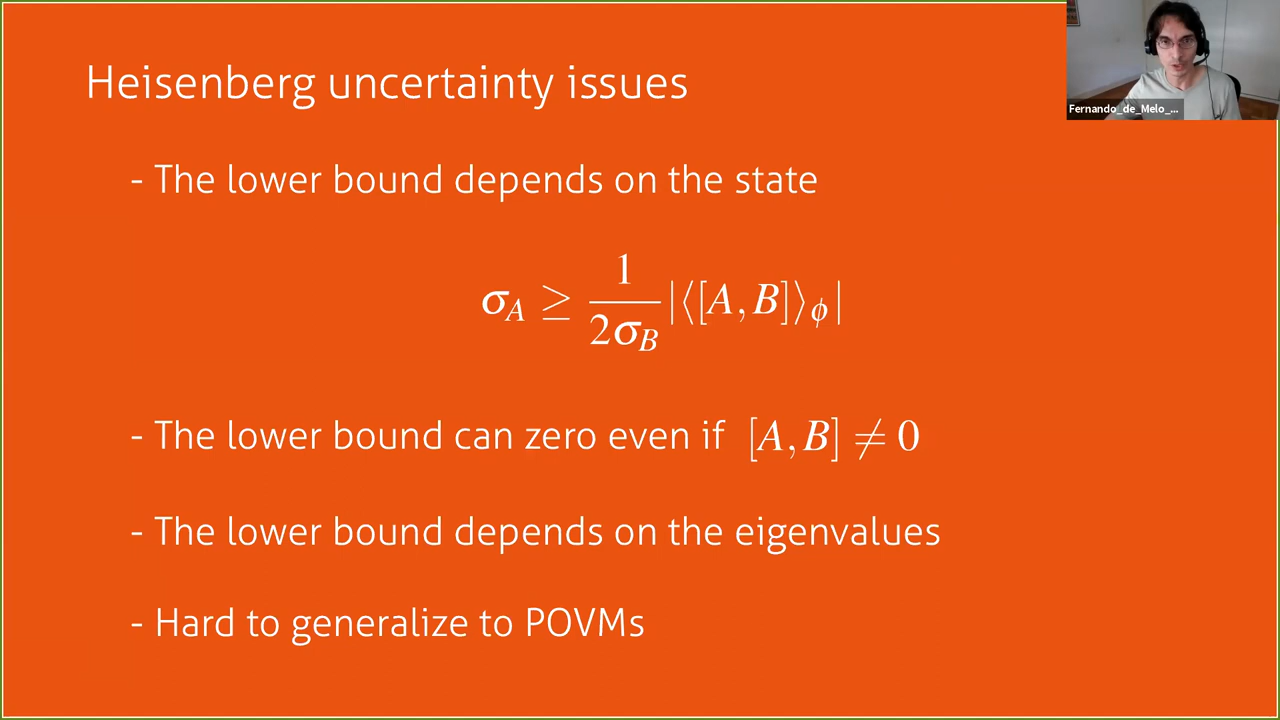 Heisenberg uncertainty issues
Fernando_de_Melo_...
- The lower bound depends on the state
σ_A ≥ 1/(2σ_B) |⟨[A, B]⟩_ϕ|
- The lower bound can zero even if [A, B] ≠ 0
- The lower bound depends on the eigenvalues
- Hard to generalize to POVMs